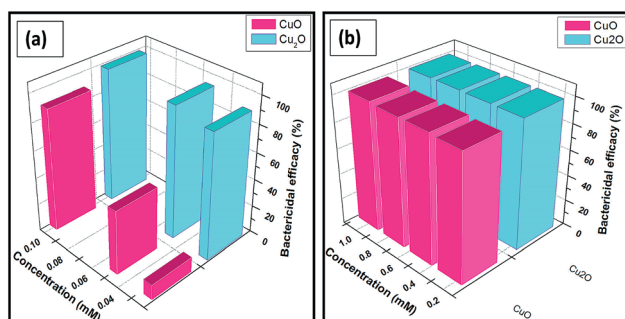 (a)
CuO
Cu₂O
100
80
60
40
20
0
Bactericidal efficacy (%)
0.10
0.08
0.06
0.04
Concentration (mM)
(b)
CuO
Cu2O
100
80
60
40
20
0
Bactericidal efficacy (%)
1.0
0.8
0.6
0.4
0.2
Concentration (mM)
Cu2O
CuO